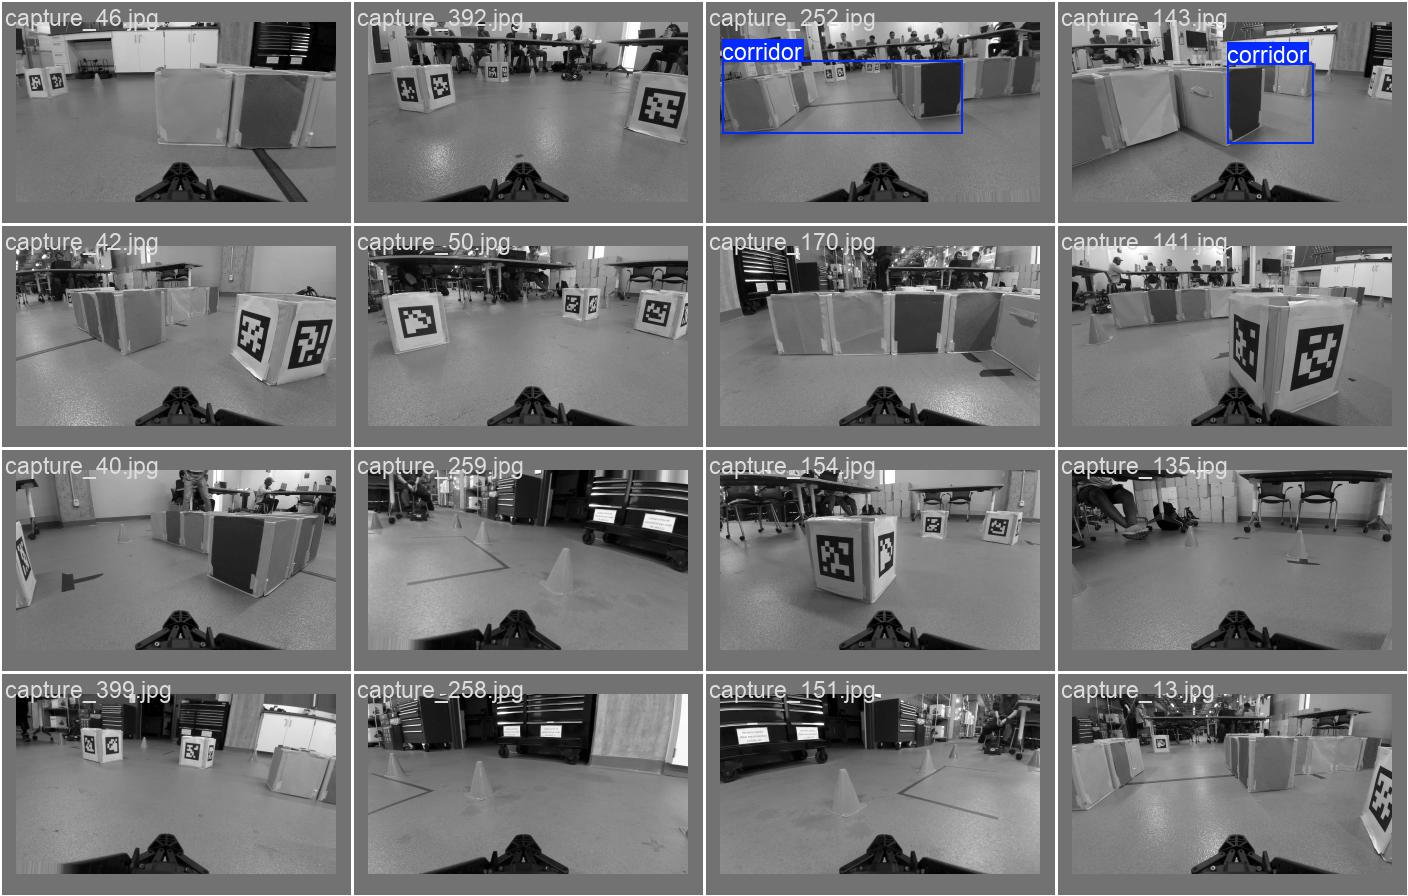 capture_46.jpg
capture_392.jpg
capture_252.jpg
capture_143.jpg
corridor
corridor
capture_42.jpg
capture_50.jpg
capture_170.jpg
capture_141.jpg
?!
capture_40.jpg
capture_259.jpg
capture_154.jpg
capture_135.jpg
capture_399.jpg
capture_258.jpg
capture_151.jpg
capture_13.jpg